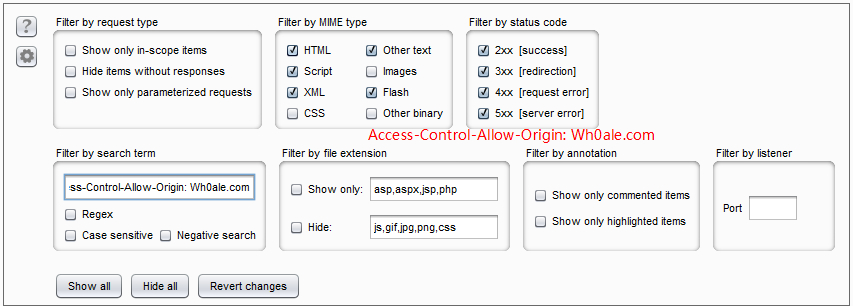 ?
Filter by request type
Show only in-scope items
Hide items without responses
Show only parameterized requests
Filter by MIME type
HTML
Other text
Script
Images
XML
Flash
CSS
Other binary
Filter by status code
2xx [success]
3xx [redirection]
4xx [request error]
5xx [server error]
Access-Control-Allow-Origin: Wh0ale.com
Filter by search term
ss-Control-Allow-Origin: Wh0ale.com
Regex
Case sensitive
Negative search
Filter by file extension
Show only:
asp,aspx,jsp,php
Hide:
js,gif,jpg,png,css
Filter by annotation
Show only commented items
Show only highlighted items
Filter by listener
Port
Show all
Hide all
Revert changes